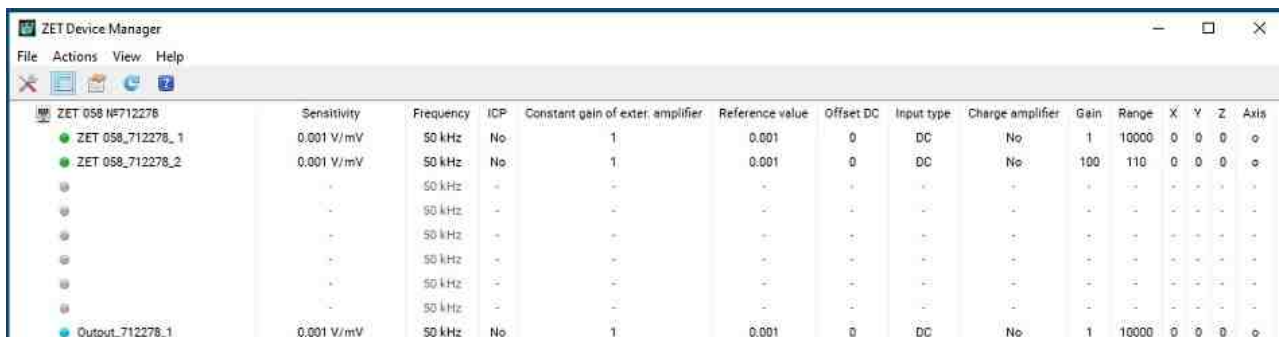 ZET Device Manager
File Actions View Help
ZET 058 №712278 Sensitivity Frequency ICP Constant gain of exter. amplifier Reference value Offset DC Input type Charge amplifier Gain Range X Y Z Axis
ZET 058_712278_ 1 0.001 V/mV 50 kHz No 1 0.001 0 DC No 1 10000 0 0 0 o
ZET 058_712278_2 0.001 V/mV 50 kHz No 1 0.001 0 DC No 100 110 0 0 0 o
- 50 kHz - - - - - - - - - - - -
- 50 kHz - - - - - - - - - - - -
- 50 kHz - - - - - - - - - - - -
- 50 kHz - - - - - - - - - - - -
- 50 kHz - - - - - - - - - - - -
- 50 kHz - - - - - - - - - - - -
Output_712278_1 0.001 V/mV 50 kHz No 1 0.001 0 DC No 1 10000 0 0 0 o